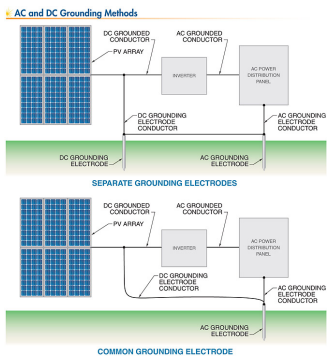 AC and DC Grounding Methods
DC GROUNDED
CONDUCTOR
AC GROUNDED
CONDUCTOR
PV ARRAY
INVERTER
AC POWER
DISTRIBUTION
PANEL
DC GROUNDING
ELECTRODE
CONDUCTOR
AC GROUNDING
ELECTRODE
CONDUCTOR
DC GROUNDING
ELECTRODE
AC GROUNDING
ELECTRODE
SEPARATE GROUNDING ELECTRODES
DC GROUNDED
CONDUCTOR
AC GROUNDED
CONDUCTOR
PV ARRAY
INVERTER
AC POWER
DISTRIBUTION
PANEL
DC GROUNDING
ELECTRODE
CONDUCTOR
AC GROUNDING
ELECTRODE
CONDUCTOR
AC GROUNDING
ELECTRODE
COMMON GROUNDING ELECTRODE